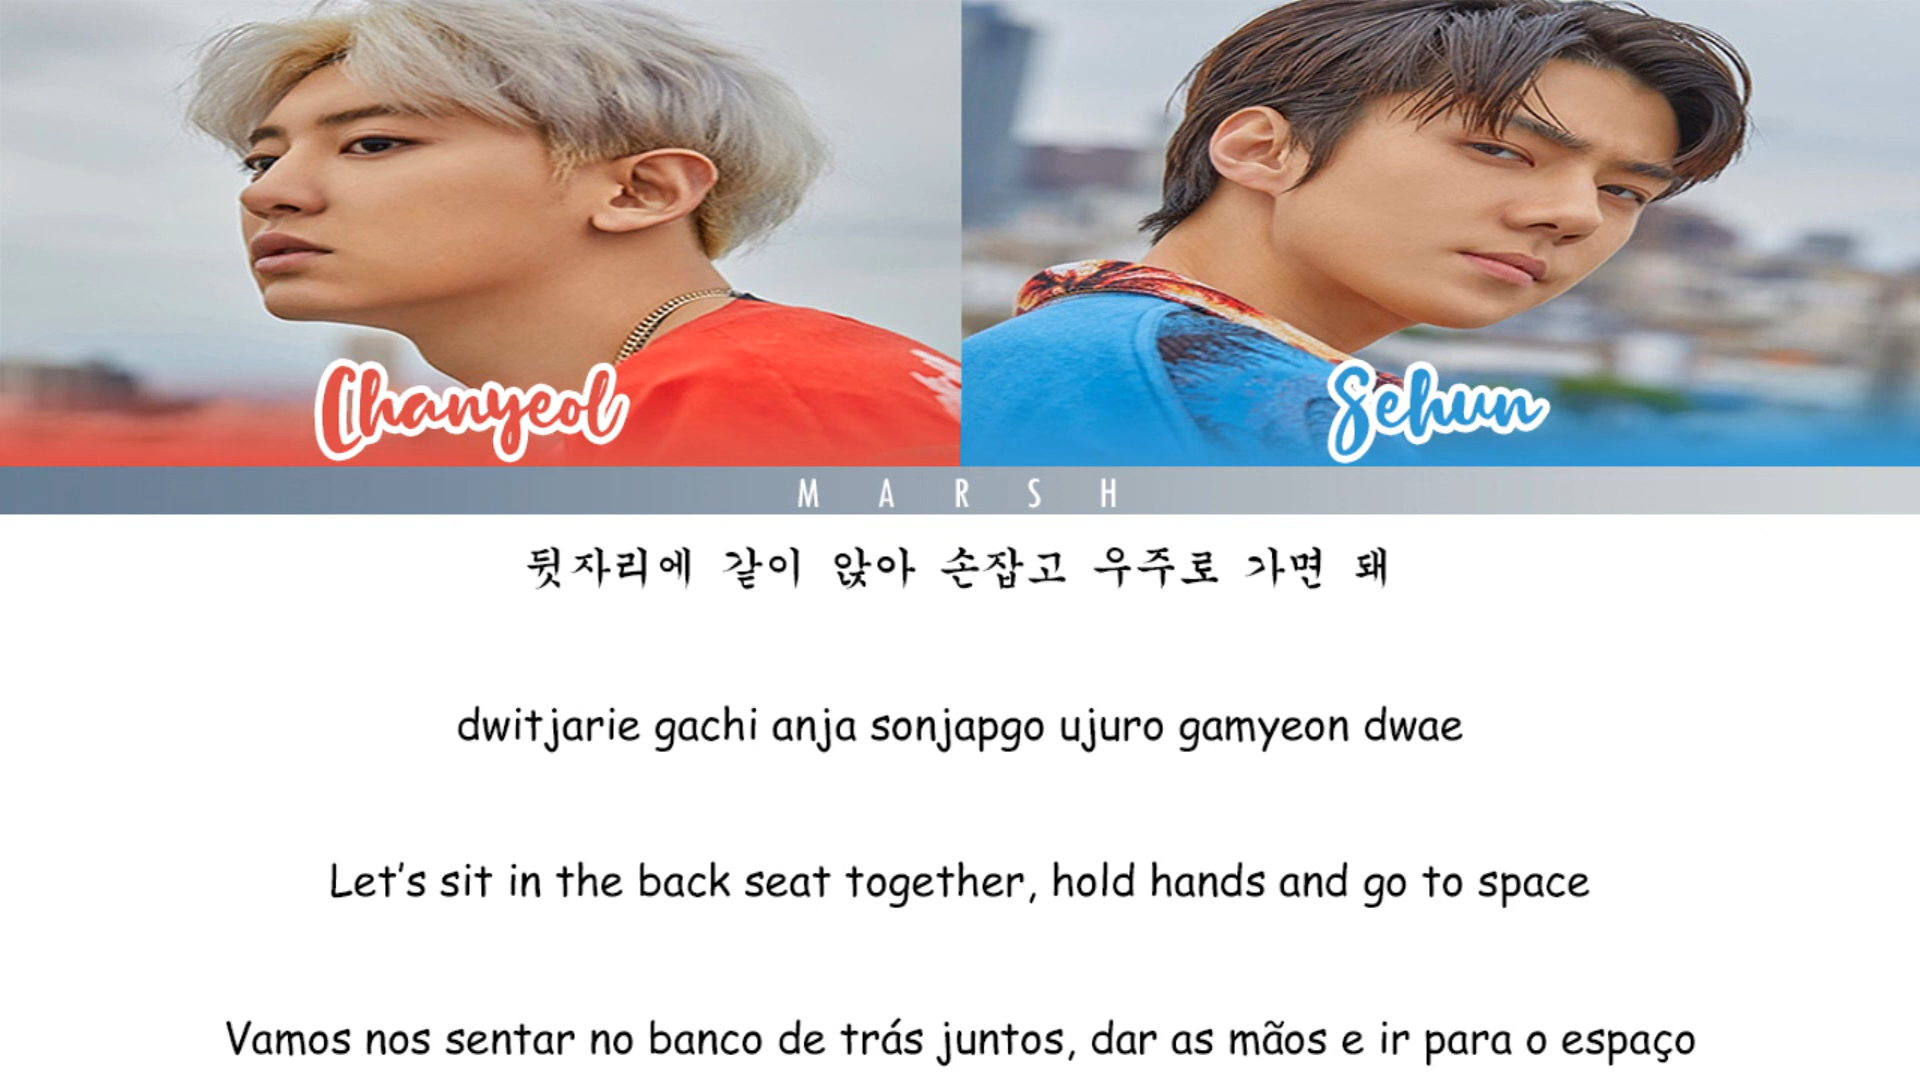 Chanyeol
Sehun
MARSH
뒷자리에 같이 앉아 손잡고 우주로 가면 돼
dwitjarie gachi anja sonjapgo ujuro gamyeon dwae
Let's sit in the back seat together, hold hands and go to space
Vamos nos sentar no banco de trás juntos, dar as mãos e ir para o espaço